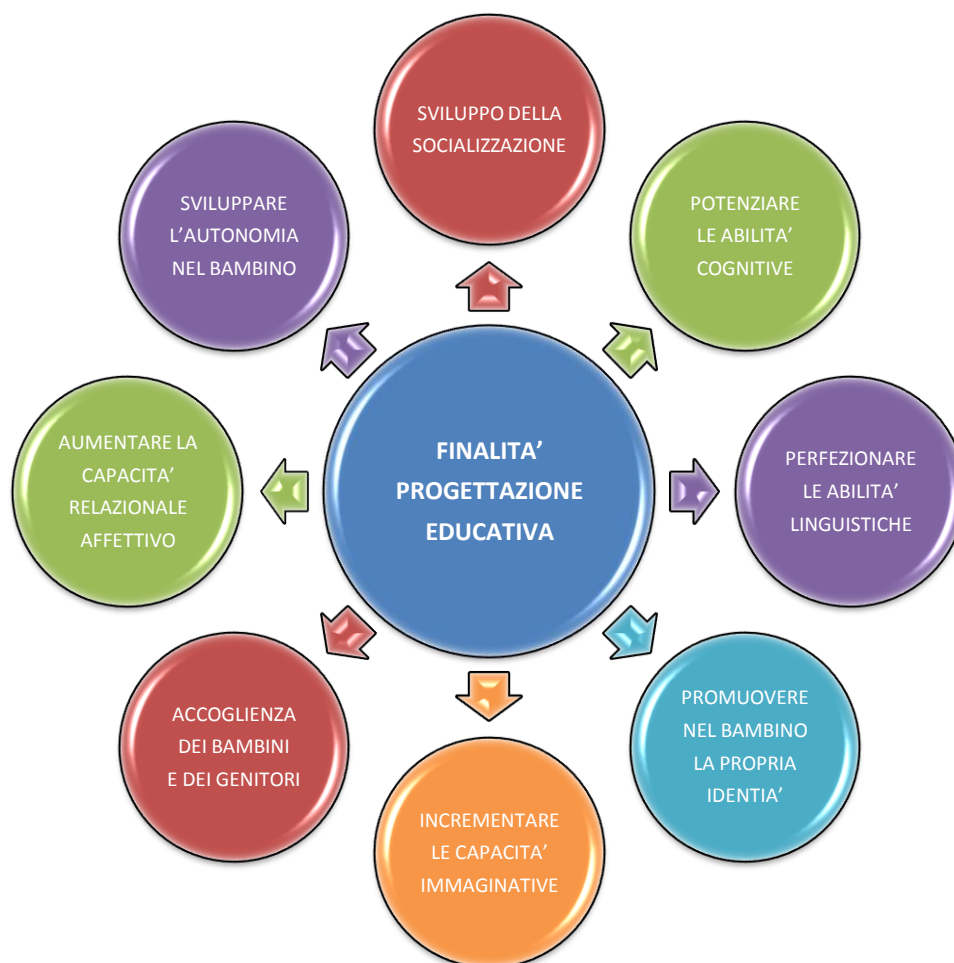 SVILUPPO DELLA
SOCIALIZZAZIONE
POTENZIARE
LE ABILITA’
COGNITIVE
PERFEZIONARE
LE ABILITA’
LINGUISTICHE
PROMUOVERE
NEL BAMBINO
LA PROPRIA
IDENTIA’
INCREMENTARE
LE CAPACITA’
IMMAGINATIVE
ACCOGLIENZA
DEI BAMBINI
E DEI GENITORI
AUMENTARE LA
CAPACITA’
RELAZIONALE
AFFETTIVO
SVILUPPARE
L’AUTONOMIA
NEL BAMBINO
FINALITA’
PROGETTAZIONE
EDUCATIVA